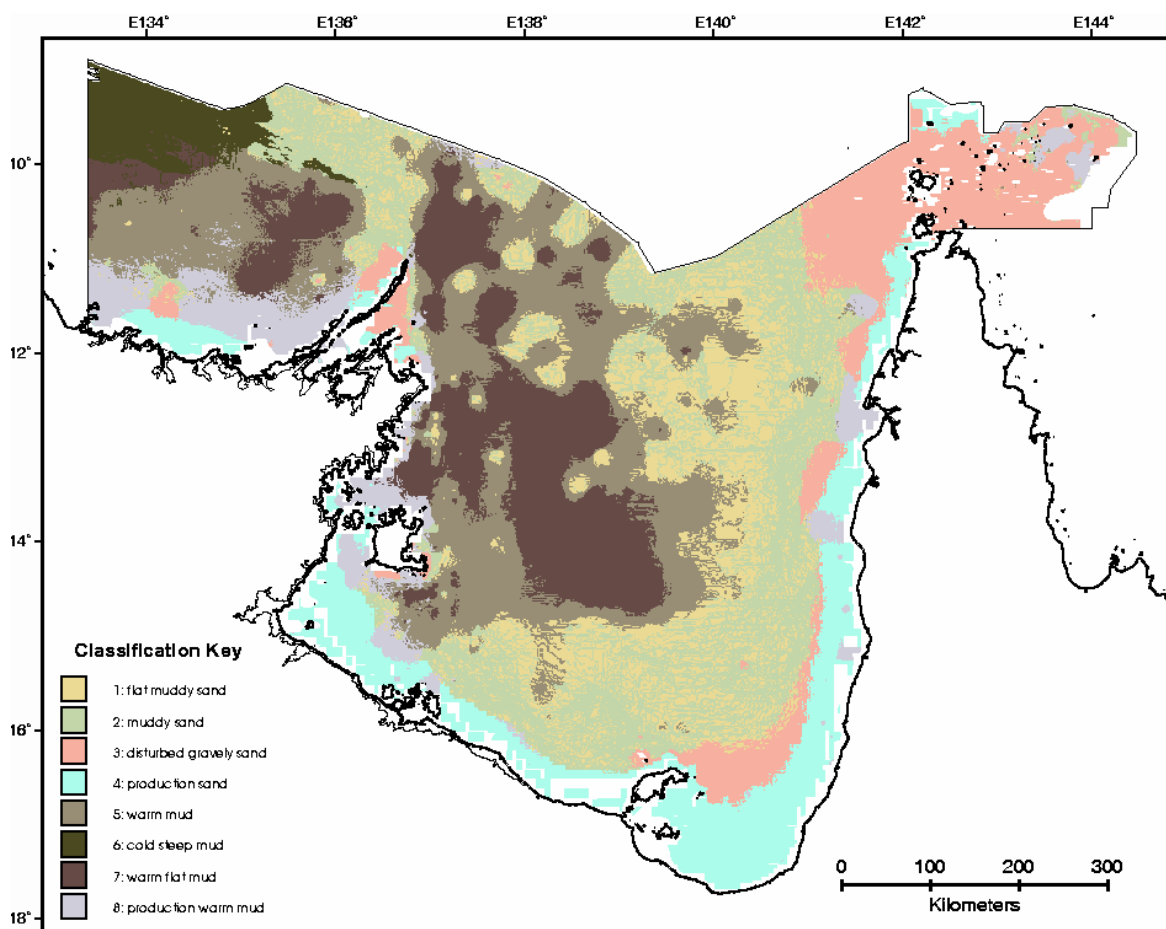 E134° E136° E138° E140° E142° E144°
10°
12°
14°
16°
18°
Classification Key
1: flat muddy sand
2: muddy sand
3: disturbed gravely sand
4: production sand
5: warm mud
6: cold steep mud
7: warm flat mud
8: production warm mud
0 100 200 300
Kilometers